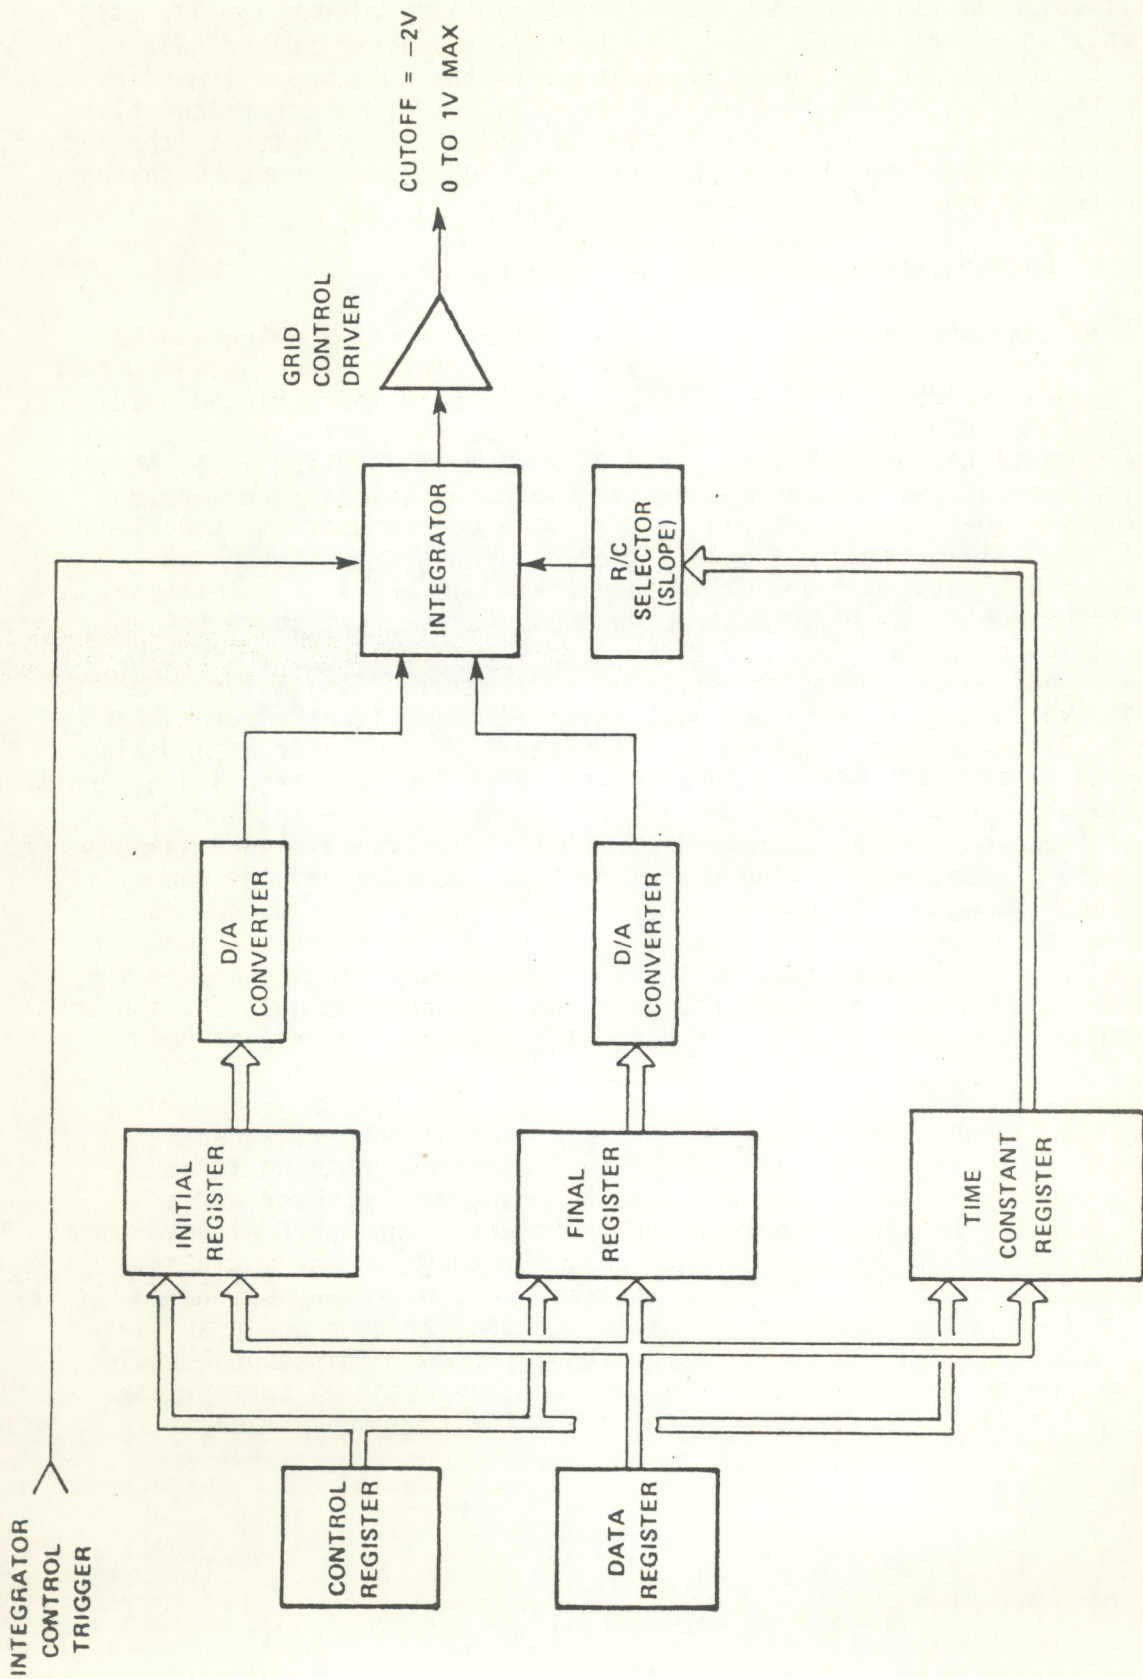 INTEGRATOR
CONTROL
TRIGGER
CONTROL
REGISTER
DATA
REGISTER
INITIAL
REGISTER
FINAL
REGISTER
TIME
CONSTANT
REGISTER
D/A
CONVERTER
D/A
CONVERTER
INTEGRATOR
R/C
SELECTOR
(SLOPE)
GRID
CONTROL
DRIVER
CUTOFF = -2V
0 TO 1V MAX